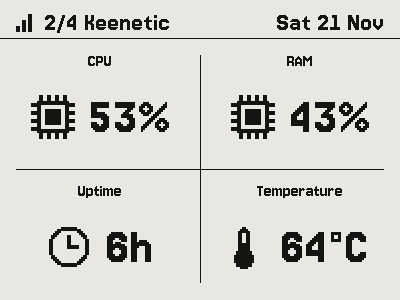 2/4 Keenetic Sat 21 Nov
CPU RAM
53% 43%
Uptime Temperature
6h 64°C